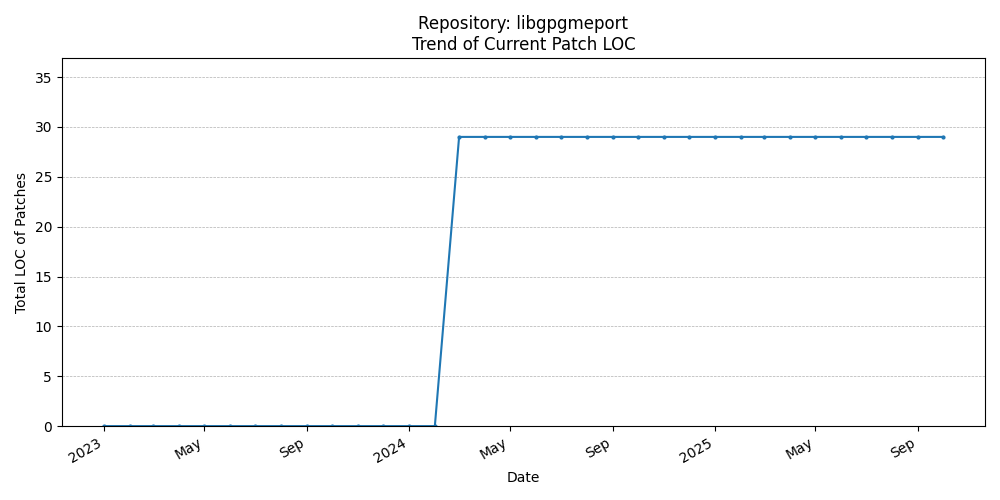 Repository: libgpgmeport
Trend of Current Patch LOC
Total LOC of Patches
35
30
25
20
15
10
5
0
2023
May
Sep
2024
May
Sep
2025
May
Sep
Date